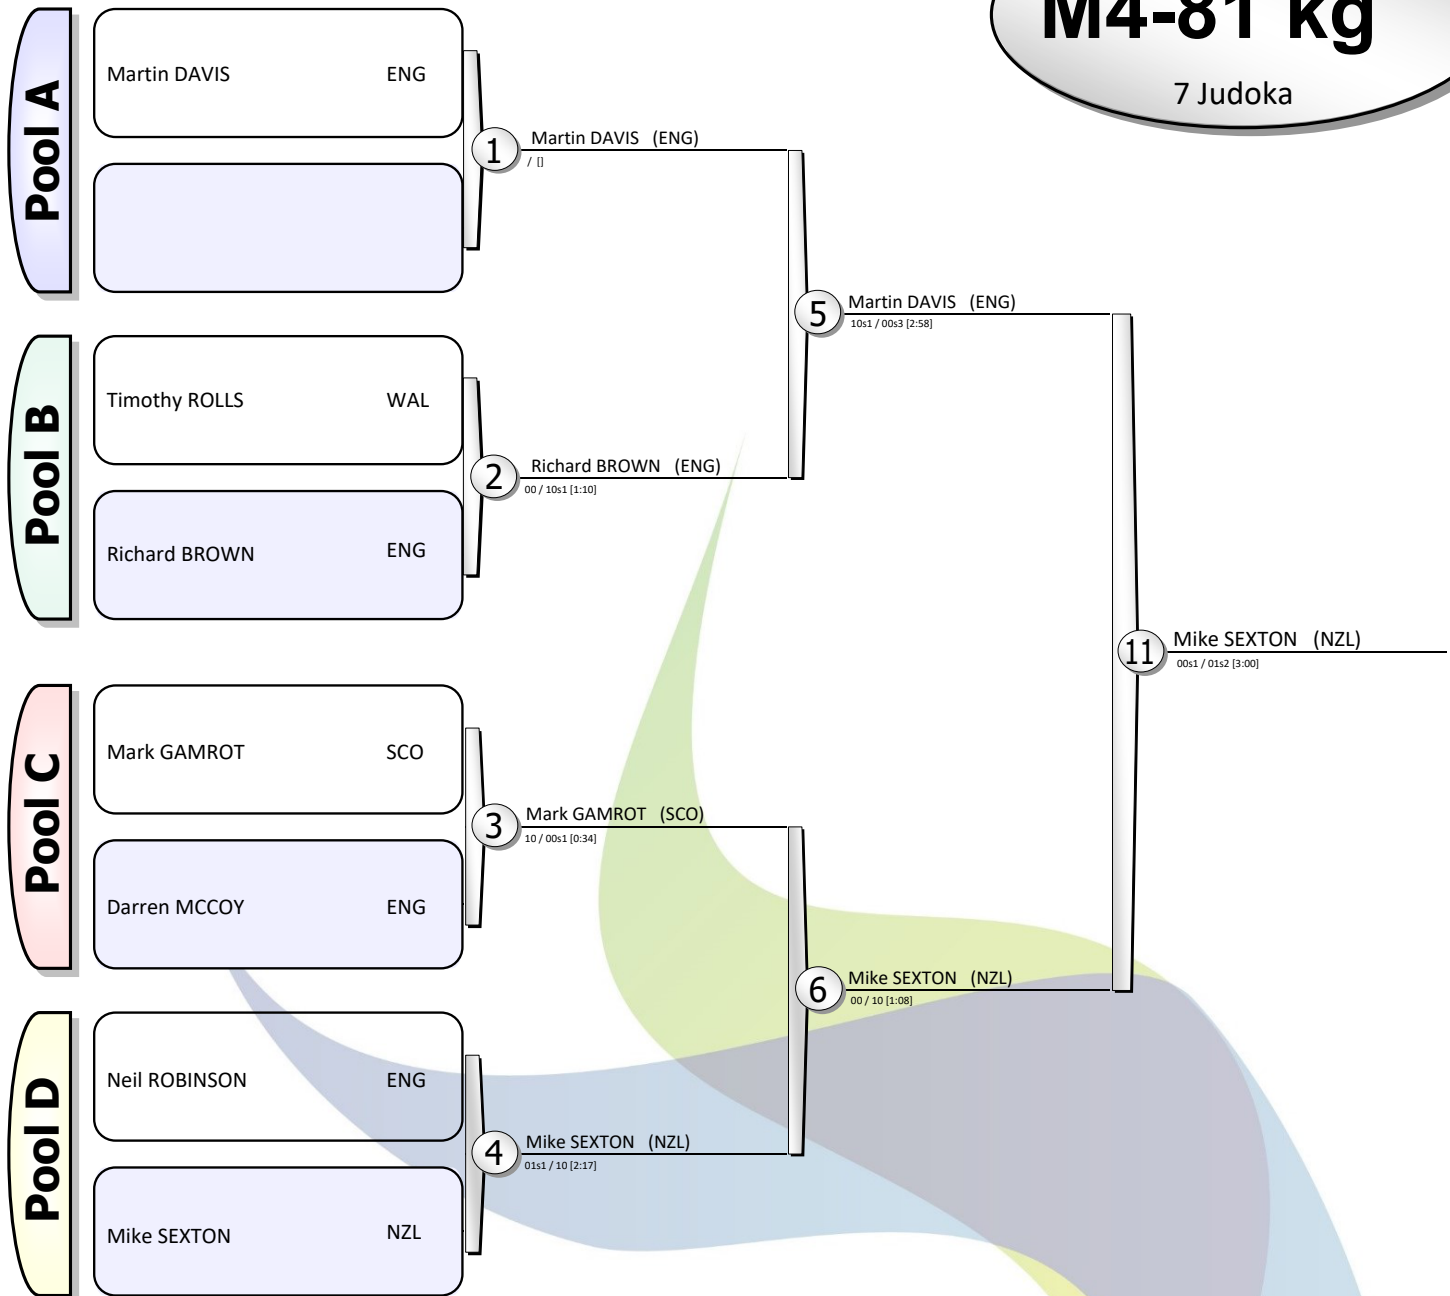 M4-81 kg
7 Judoka
Pool A
Martin DAVIS ENG
1
Martin DAVIS (ENG)
/ []
5
Martin DAVIS (ENG)
10s1 / 00s3 [2:58]
Pool B
Timothy ROLLS WAL
Richard BROWN ENG
2
Richard BROWN (ENG)
00 / 10s1 [1:10]
11
Mike SEXTON (NZL)
00s1 / 01s2 [3:00]
Pool C
Mark GAMROT SCO
Darren MCCOY ENG
3
Mark GAMROT (SCO)
10 / 00s1 [0:34]
6
Mike SEXTON (NZL)
00 / 10 [1:08]
Pool D
Neil ROBINSON ENG
Mike SEXTON NZL
4
Mike SEXTON (NZL)
01s1 / 10 [2:17]